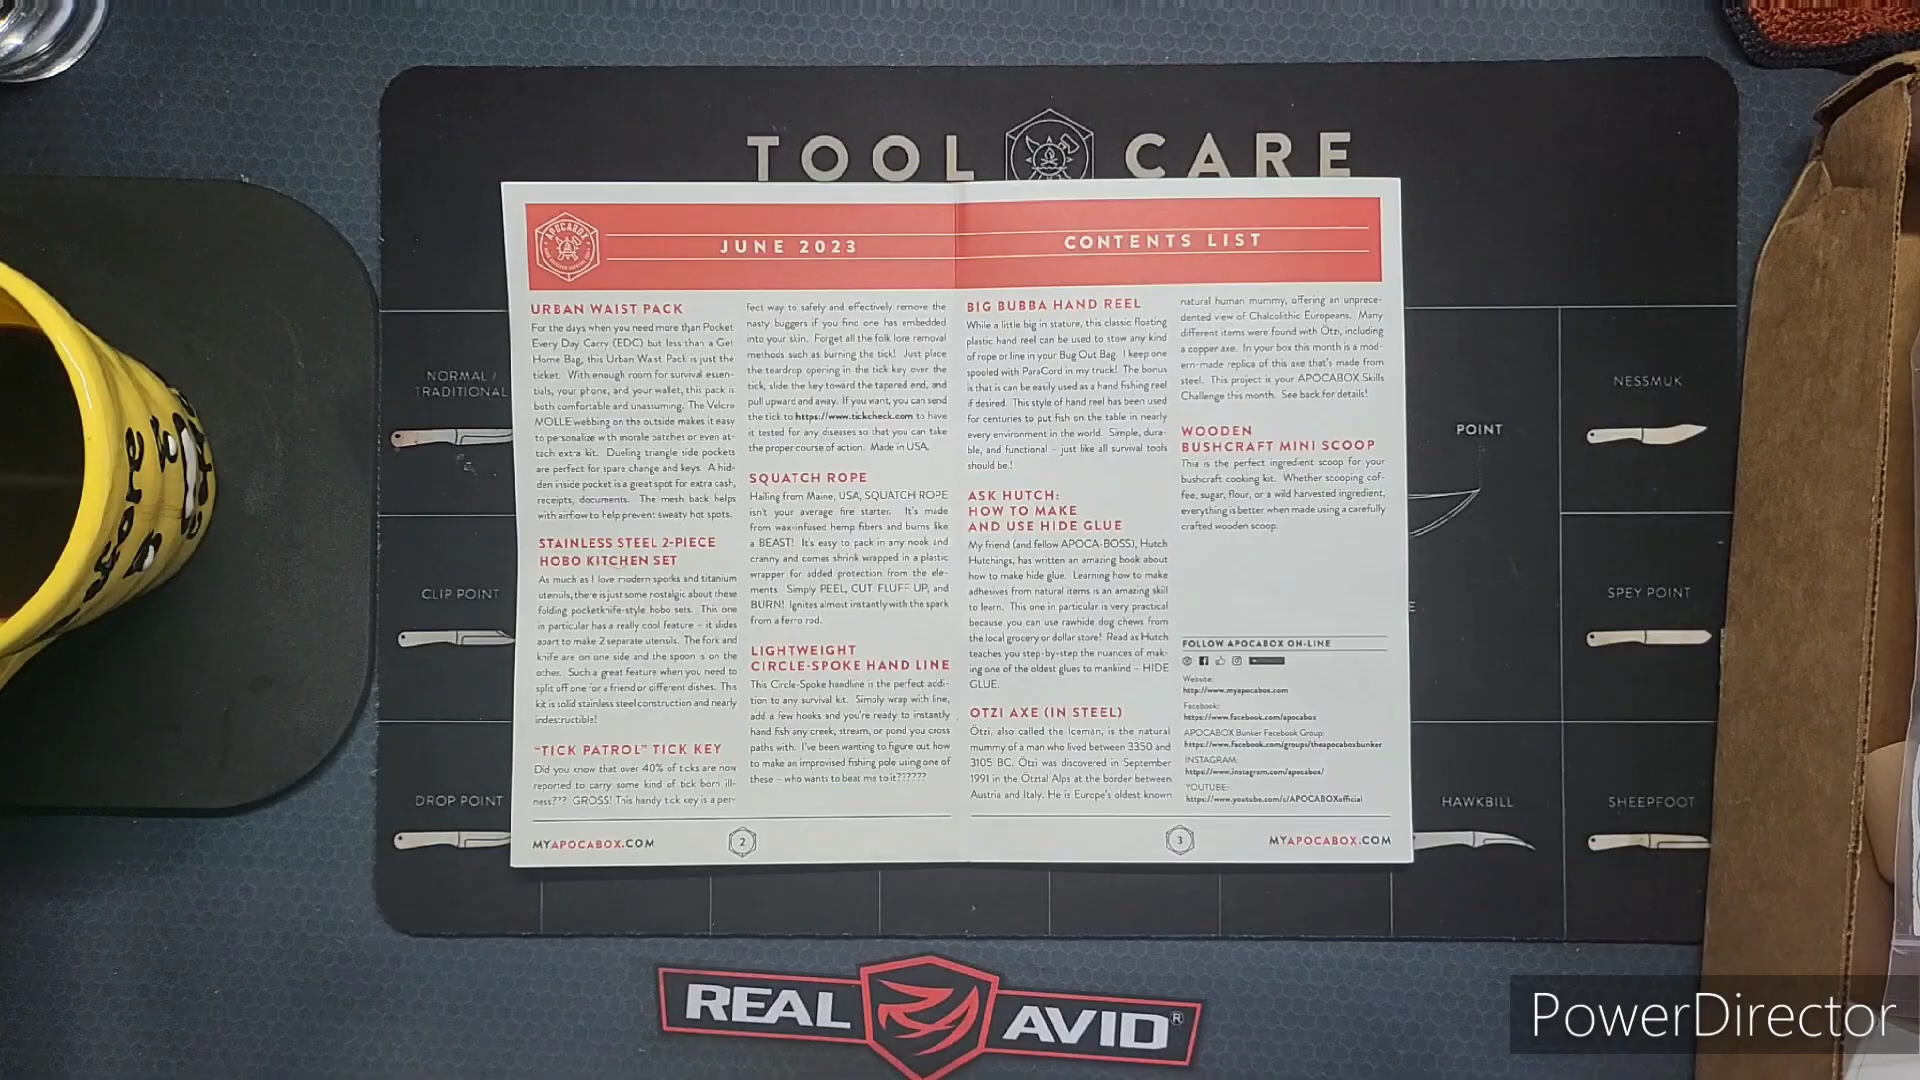 TOOL CARE
JUNE 2023
CONTENTS LIST
APOCABOX
URBAN WAIST PACK
For the days when you need more than Pocket
Every Day Carry (EDC) but less than a Get
Home Bag, this Urban Wast Pack is just the
ticket. With enough room for survival essen-
tials, your phone, and your wallet, this pack is
both comfortable and unassuming. The Velcro
MOLLE webbing on the outside makes it easy
to personalize with morale patches or even at-
tach extra kit. Dueling triangle side pockets
are perfect for spare change and keys. A hid-
den inside pocket is a great spot for extra cash,
receipts, documents. The mesh back helps
with airflow to help prevent sweaty hot spots.
STAINLESS STEEL 2-PIECE
HOBO KITCHEN SET
As much as I love modern sporks and titanium
utensils, there is just some nostalgic about these
folding pocketknife-style hobo sets. This one
in particular has a really cool feature – it slides
apart to make 2 separate utensils. The fork and
knife are on one side and the spoon is on the
other. Such a great feature when you need to
split off one for a friend or different dishes. This
kit is solid stainless steel construction and nearly
indestructible!
"TICK PATROL" TICK KEY
Did you know that over 40% of ticks are now
reported to carry some kind of tick born ill-
ness??? GROSS! This handy tick key is a per-
fect way to safely and effectively remove the
nasty buggers if you find one has embedded
into your skin. Forget all the folk lore removal
methods such as burning the tick! Just place
the teardrop opening in the tick key over the
tick, slide the key toward the tapered end, and
pull upward and away. If you want, you can send
the tick to https://www.tickcheck.com to have
it tested for any diseases so that you can take
the proper course of action. Made in USA.
SQUATCH ROPE
Hailing from Maine, USA, SQUATCH ROPE
isn't your average fire starter. It's made
from wax-infused hemp fibers and burns like
a BEAST! It's easy to pack in any nook and
cranny and comes shrink wrapped in a plastic
wrapper for added protection from the ele-
ments. Simply PEEL, CUT FLUFF UP, and
BURN! Ignites almost instantly with the spark
from a ferro rod.
LIGHTWEIGHT
CIRCLE-SPOKE HAND LINE
This Circle-Spoke handline is the perfect addi-
tion to any survival kit. Simply wrap with line,
add a few hooks and you're ready to instantly
hand fish any creek, stream, or pond you cross
paths with. I've been wanting to figure out how
to make an improvised fishing pole using one of
these – who wants to beat me to it??????
BIG BUBBA HAND REEL
While a little big in stature, this classic floating
plastic hand reel can be used to stow any kind
of rope or line in your Bug Out Bag. I keep one
spooled with ParaCord in my truck! The bonus
is that is can be easily used as a hand fishing reel
if desired. This style of hand reel has been used
for centuries to put fish on the table in nearly
every environment in the world. Simple, dura-
ble, and functional – just like all survival tools
should be.!
ASK HUTCH:
HOW TO MAKE
AND USE HIDE GLUE
My friend (and fellow APOCA-BOSS), Hutch
Hutchings, has written an amazing book about
how to make hide glue. Learning how to make
adhesives from natural items is an amazing skill
to learn. This one in particular is very practical
because you can use rawhide dog chews from
the local grocery or dollar store! Read as Hutch
teaches you step-by-step the nuances of mak-
ing one of the oldest glues to mankind – HIDE
GLUE.
OTZI AXE (IN STEEL)
Ötzi, also called the Iceman, is the natural
mummy of a man who lived between 3350 and
3105 BC. Ötzi was discovered in September
1991 in the Ötztal Alps at the border between
Austria and Italy. He is Europe's oldest known
natural human mummy, offering an unprece-
dented view of Chalcolithic Europeans. Many
different items were found with Ötzi, including
a copper axe. In your box this month is a mod-
ern-made replica of this axe that's made from
steel. This project is your APOCABOX Skills
Challenge this month. See back for details!
WOODEN
BUSHCRAFT MINI SCOOP
This is the perfect ingredient scoop for your
bushcraft cooking kit. Whether scooping cof-
fee, sugar, flour, or a wild harvested ingredient,
everything is better when made using a carefully
crafted wooden scoop.
FOLLOW APOCABOX ON-LINE
Website:
http://www.myapocabox.com
Facebook:
https://www.facebook.com/apocabox
APOCABOX Bunker Facebook Group:
https://www.facebook.com/groups/theapocaboxbunker
INSTAGRAM:
https://www.instagram.com/apocabox/
YOUTUBE:
https://www.youtube.com/c/APOCABOXofficial
MYAPOCABOX.COM
2
3
MYAPOCABOX.COM
NORMAL /
TRADITIONAL
CLIP POINT
DROP POINT
POINT
NESSMUK
SPEY POINT
HAWKBILL
SHEEPFOOT
REAL AVID®
PowerDirector